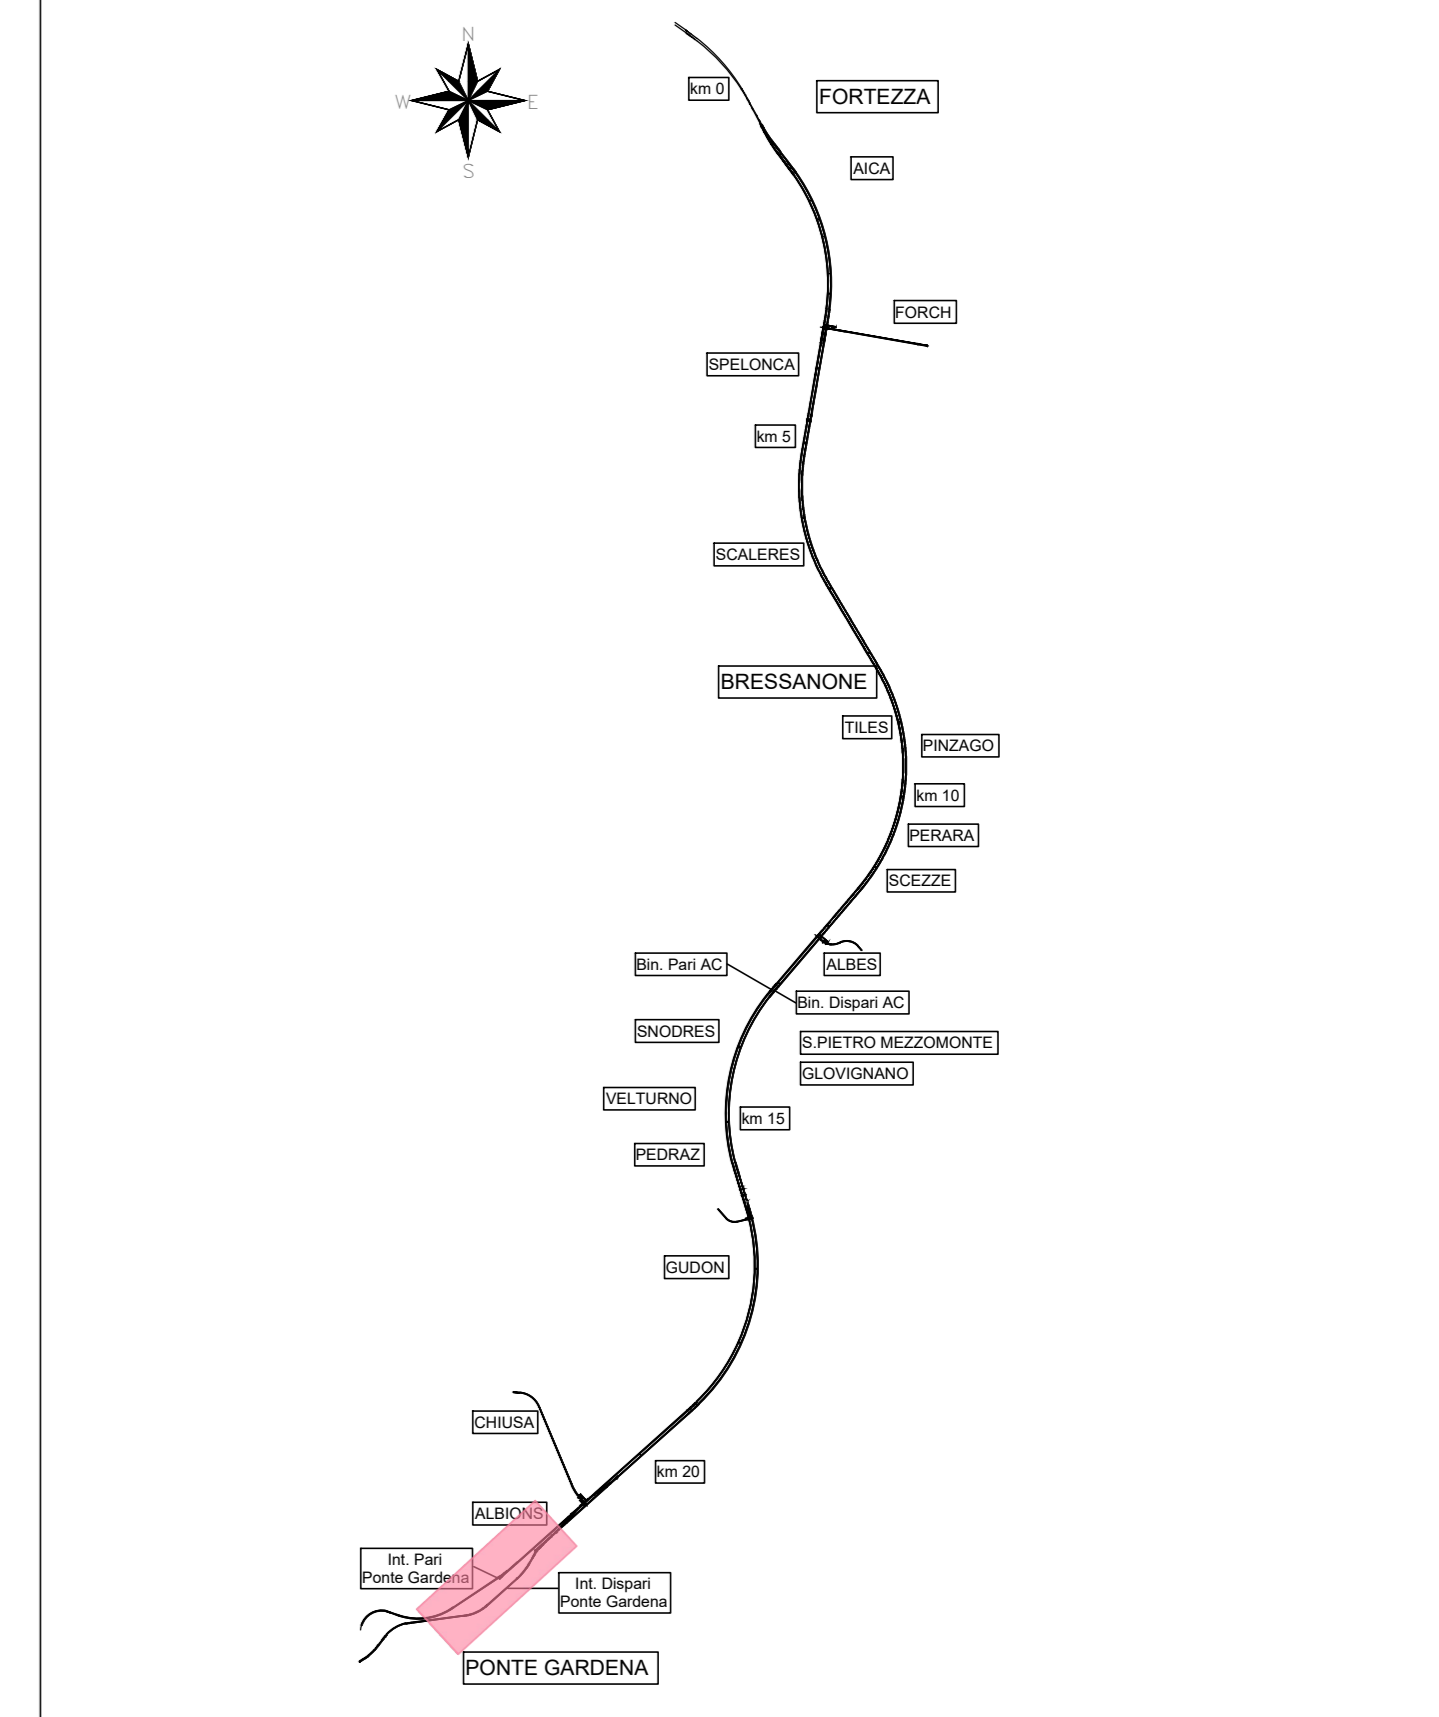 N
W
E
S
km 0
FORTEZZA
AICA
FORCH
SPELONCA
km 5
SCALERES
BRESSANONE
TILES
PINZAGO
km 10
PERARA
SCEZZE
Bin. Pari AC
ALBES
Bin. Dispari AC
SNODRES
S.PIETRO MEZZOMONTE
GLOVIGNANO
VELTURNO
km 15
PEDRAZ
GUDON
CHIUSA
km 20
ALBIONS
Int. Pari
Ponte Gardena
Int. Dispari
Ponte Gardena
PONTE GARDENA